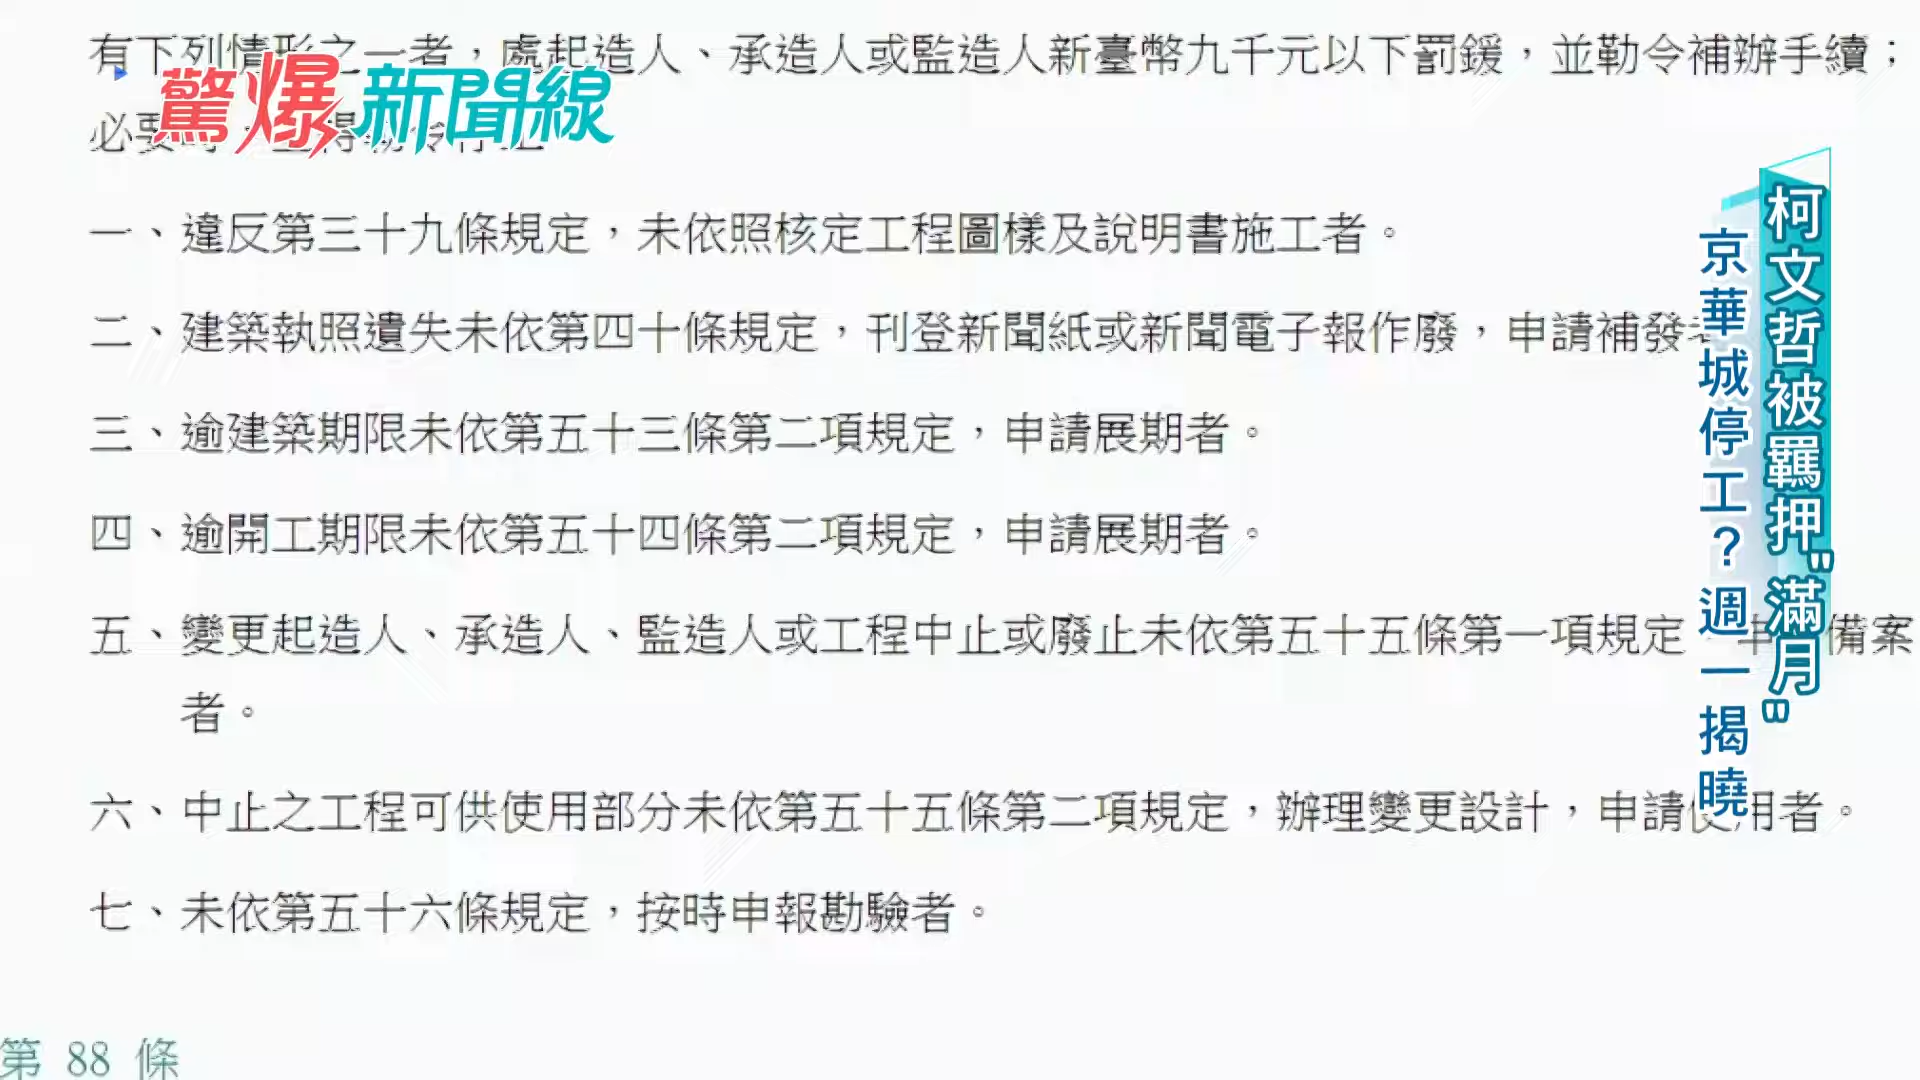 有下列情形之一者，處起造人、承造人或監造人新臺幣九千元以下罰鍰，並勒令補辦手續；
必要
驚爆新聞線
一、違反第三十九條規定，未依照核定工程圖樣及說明書施工者。
二、建築執照遺失未依第四十條規定，刊登新聞紙或新聞電子報作廢，申請補發
三、逾建築期限未依第五十三條第二項規定，申請展期者。
四、逾開工期限未依第五十四條第二項規定，申請展期者。
五、變更起造人、承造人、監造人或工程中止或廢止未依第五十五條第一項規定，備案
者。
六、中止之工程可供使用部分未依第五十五條第二項規定，辦理變更設計，申請使用者。
七、未依第五十六條規定，按時申報勘驗者。
第 88 條
柯文哲被羈押"滿月"
京華城停工？週一揭曉